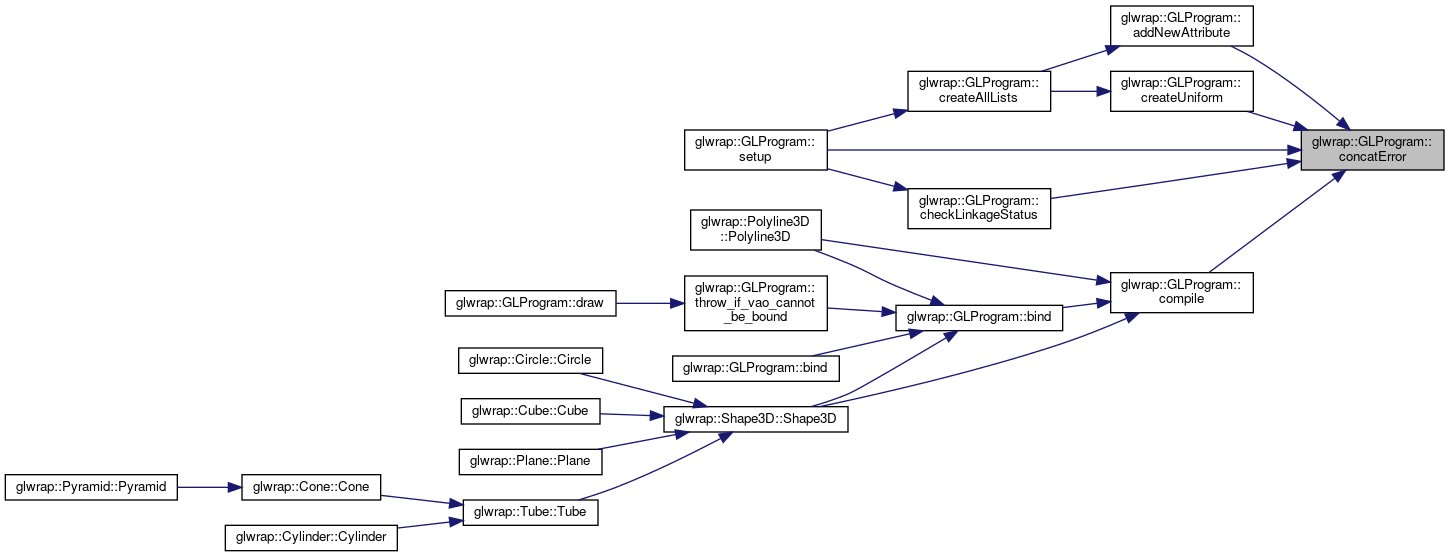 glwrap::GLProgram::
addNewAttribute
glwrap::GLProgram::
createAllLists
glwrap::GLProgram::
createUniform
glwrap::GLProgram::
setup
glwrap::GLProgram::
concatError
glwrap::GLProgram::
checkLinkageStatus
glwrap::Polyline3D
::Polyline3D
glwrap::GLProgram::
compile
glwrap::GLProgram::draw
glwrap::GLProgram::
throw_if_vao_cannot
_be_bound
glwrap::GLProgram::bind
glwrap::Circle::Circle
glwrap::GLProgram::bind
glwrap::Cube::Cube
glwrap::Shape3D::Shape3D
glwrap::Plane::Plane
glwrap::Pyramid::Pyramid
glwrap::Cone::Cone
glwrap::Tube::Tube
glwrap::Cylinder::Cylinder